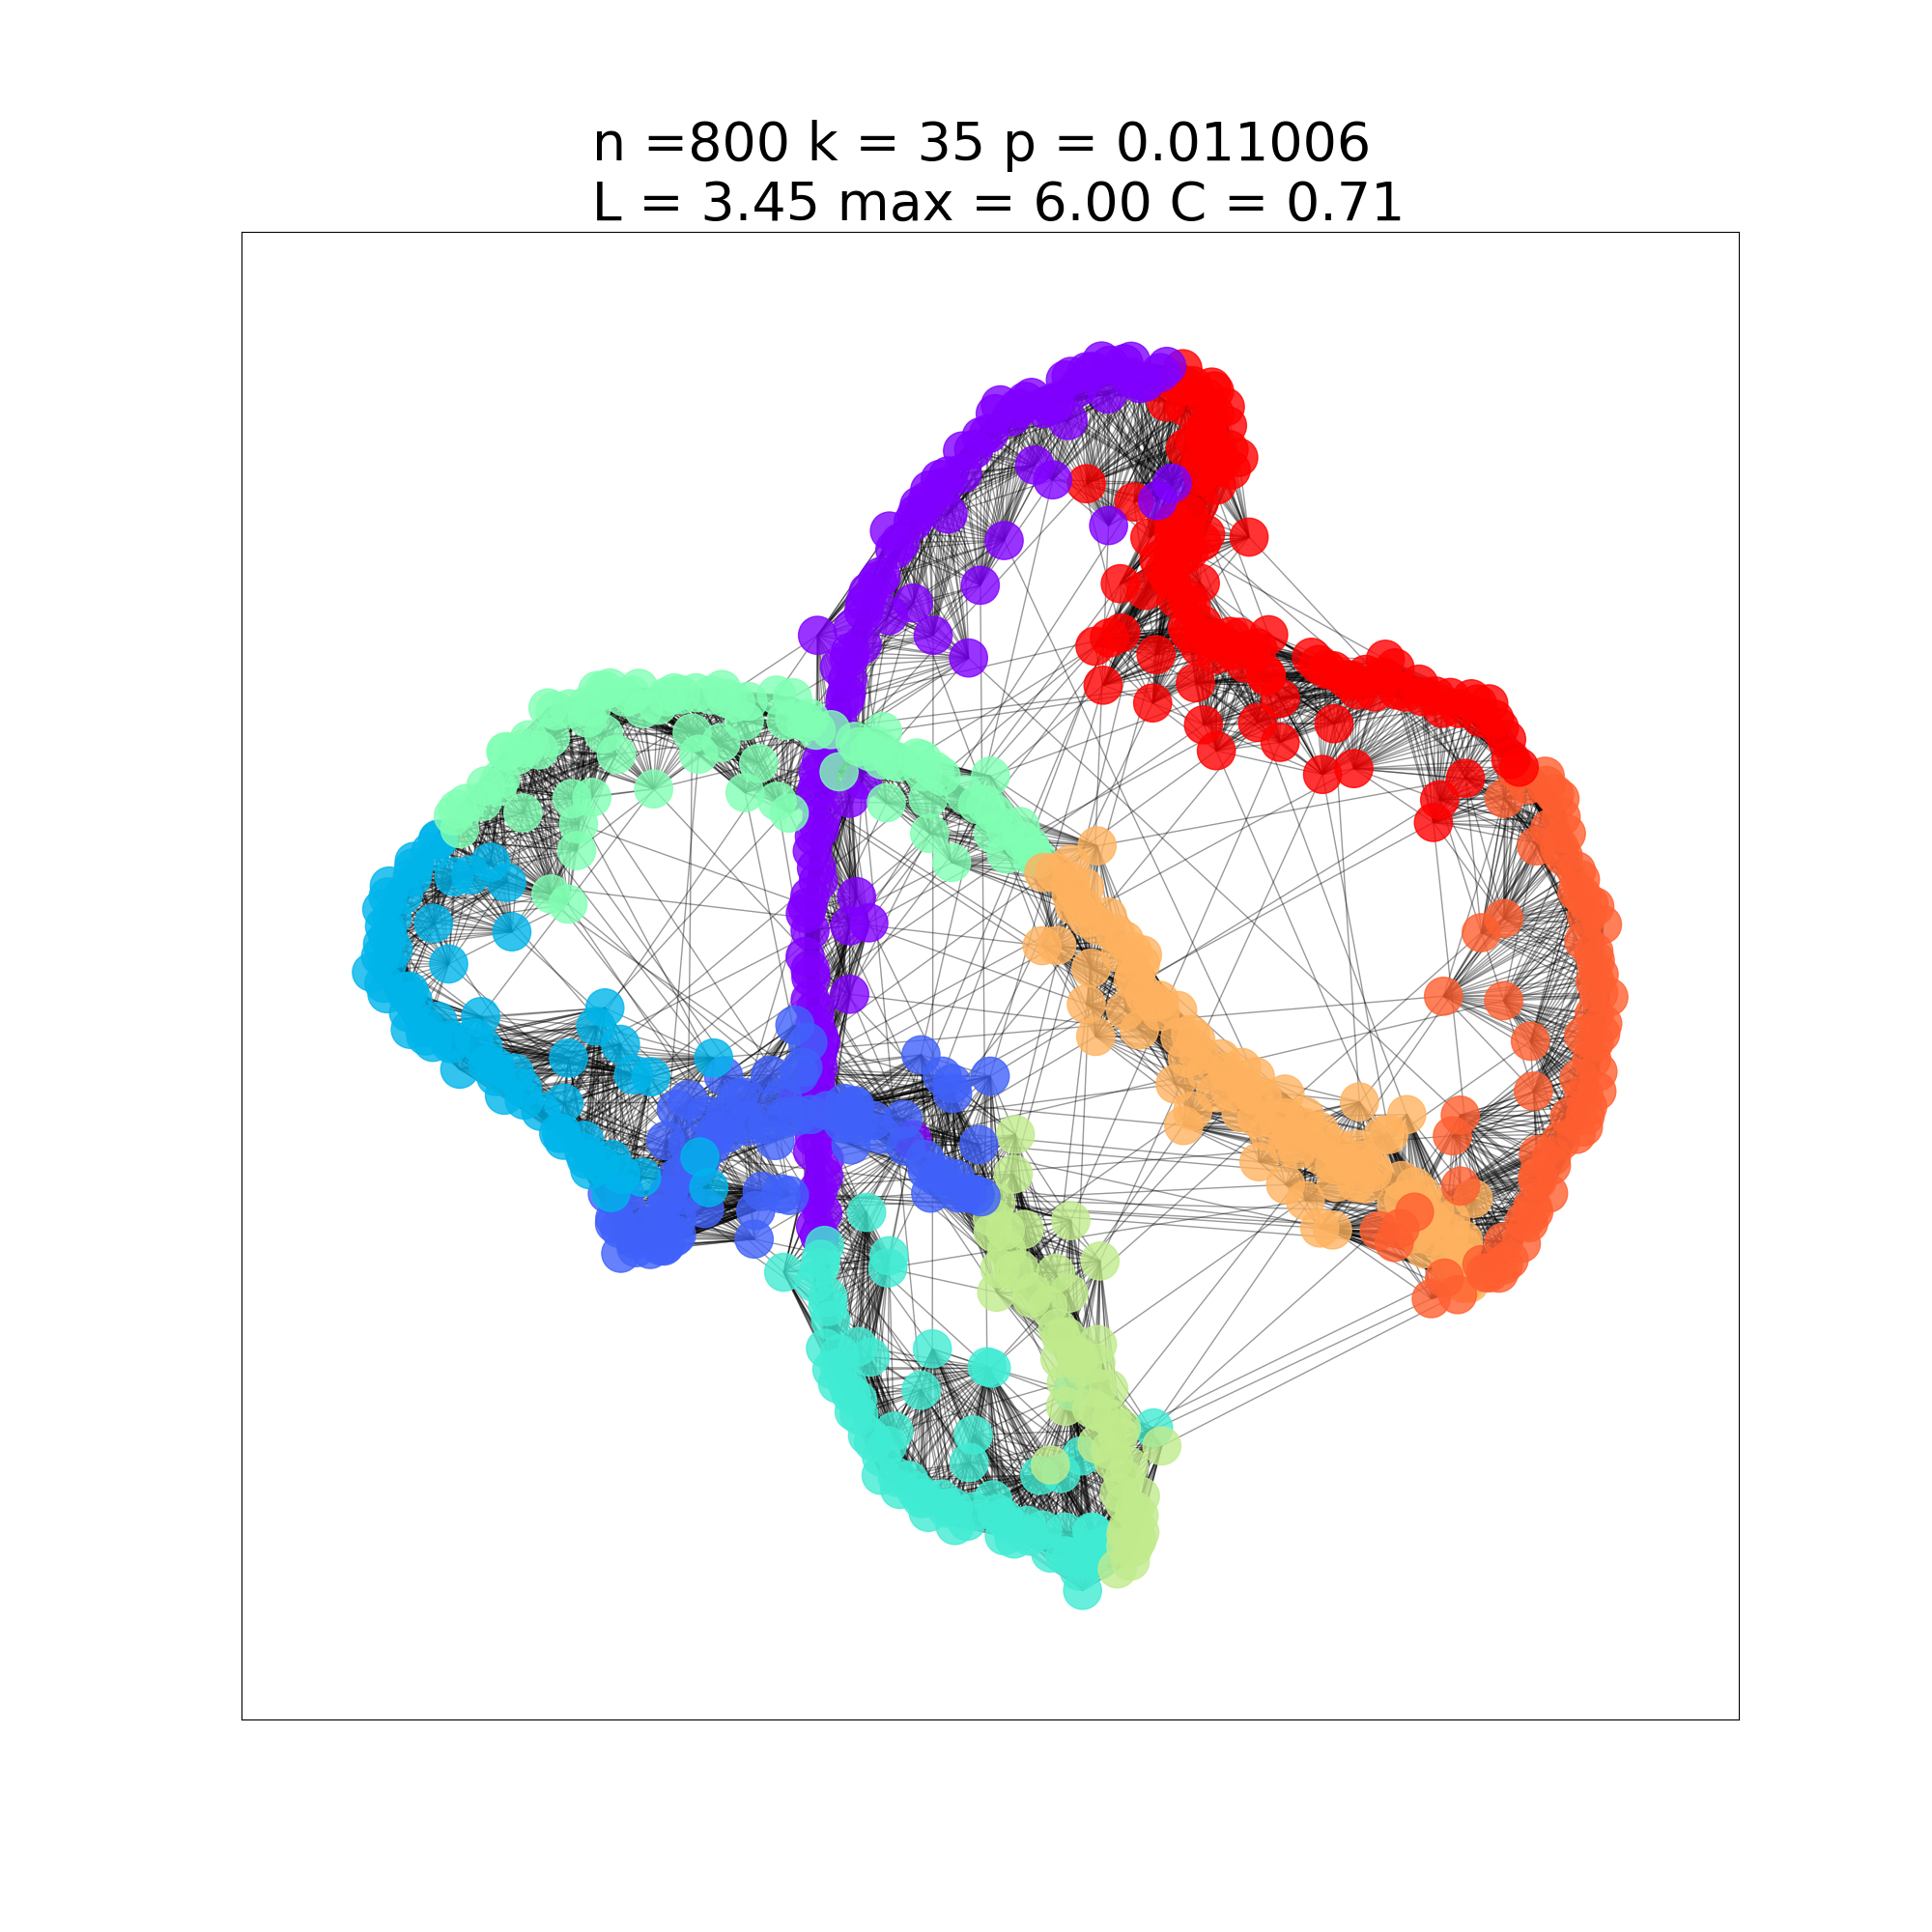 n =800 k = 35 p = 0.011006
L = 3.45 max = 6.00 C = 0.71